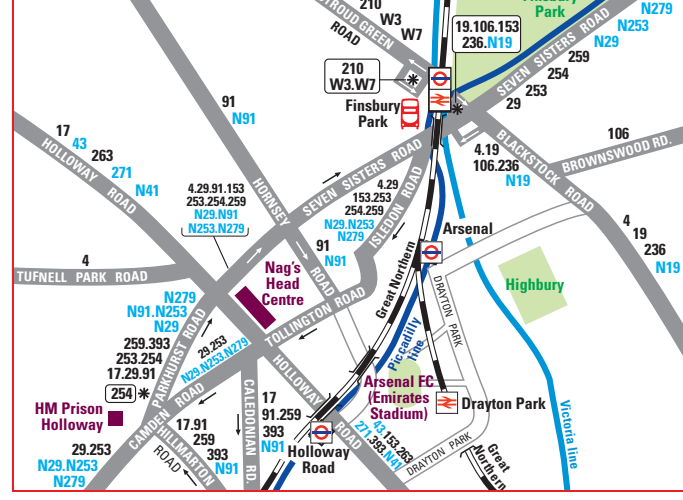 210
W3
W7
STROUD GREEN
ROAD
Finsbury
Park
N279
N253
N29
19.106.153
236.N19
SEVEN SISTERS ROAD
259
254
253
29
210
W3.W7
Finsbury
Park
91
N91
17
43
263
271
N41
HOLLOWAY ROAD
HORNSEY
ROAD
4.29.91.153
253.254.259
N29.N91
N253.N279
SEVEN SISTERS ROAD
4.29
153.253
254.259
N29.N253
N279
ISLEDON ROAD
4.19
106.236
N19
BLACKSTOCK ROAD
106
BROWNSWOOD RD.
4
19
236
N19
Arsenal
91
N91
4
TUFNELL PARK ROAD
Nag's
Head
Centre
TOLLINGTON ROAD
Great Northern
Piccadilly
line
DRAYTON PARK
Highbury
N279
N91.N253
N29
PARKHURST ROAD
259.393
253.254
17.29.91
254
29.253
N29.N253.N279
HM Prison
Holloway
CAMDEN ROAD
HILLMARTON
ROAD
29.253
N29.N253
N279
17.91
259
393
N91
CALEDONIAN RD.
HOLLOWAY
ROAD
17
91.259
393
N91
Holloway
Road
Arsenal FC
(Emirates
Stadium)
43.153.263
271.393.N41
Drayton Park
DRAYTON PARK
Great
Northern
Victoria line